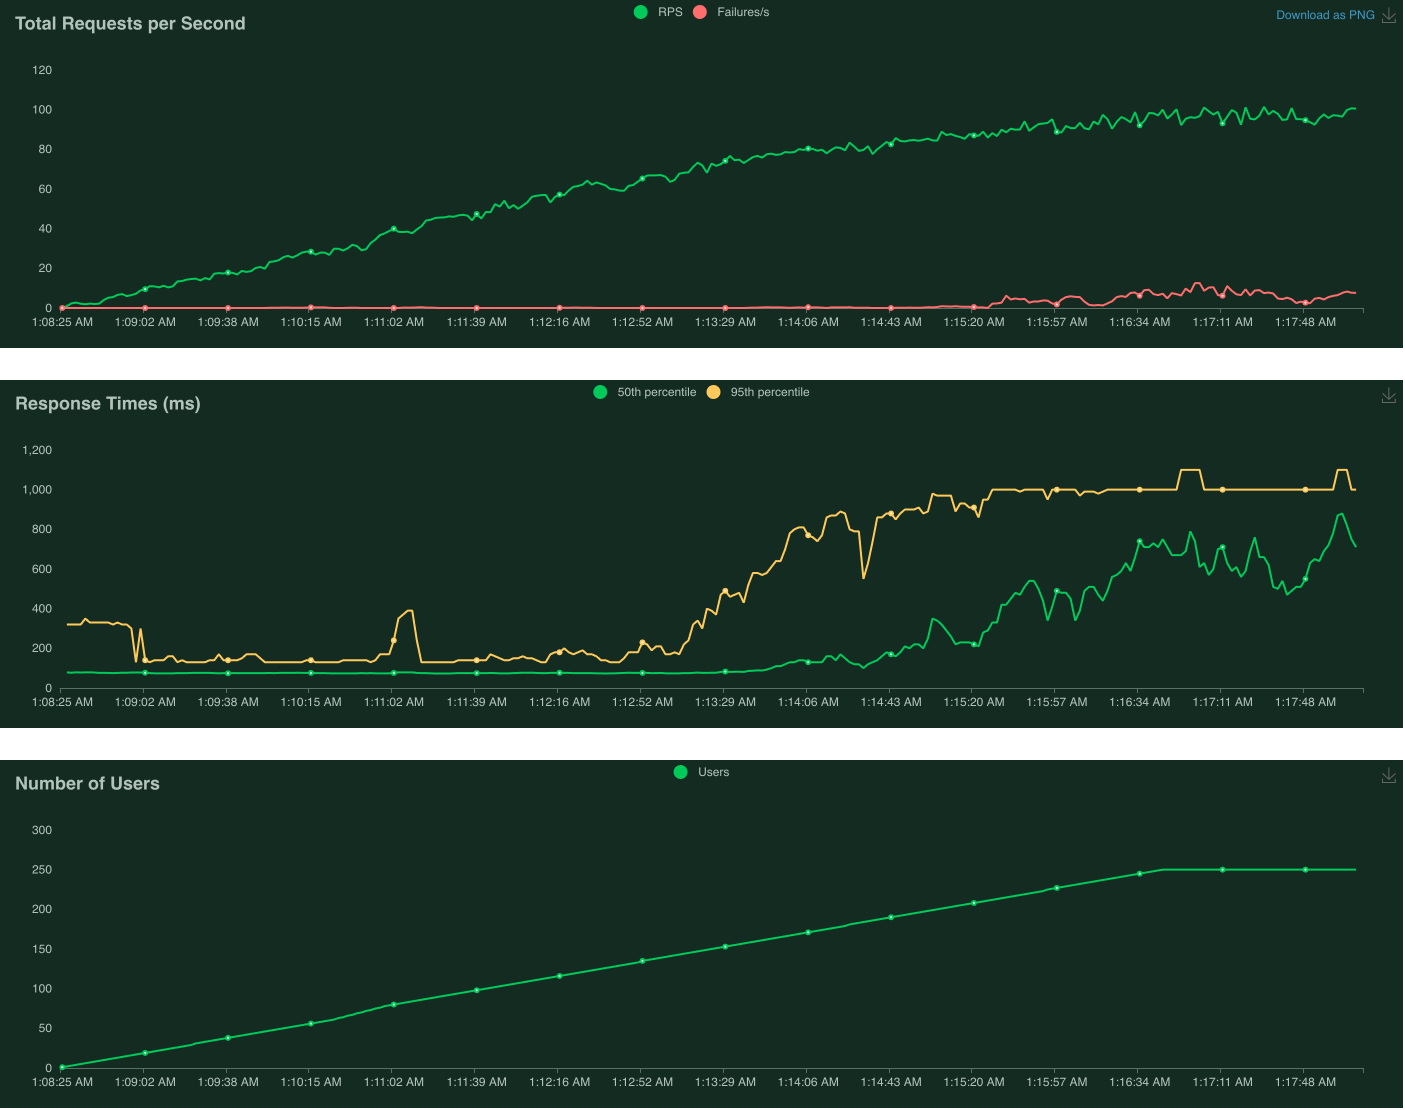 Total Requests per Second
RPS Failures/s
Download as PNG
120
100
80
60
40
20
0
1:08:25 AM 1:09:02 AM 1:09:38 AM 1:10:15 AM 1:11:02 AM 1:11:39 AM 1:12:16 AM 1:12:52 AM 1:13:29 AM 1:14:06 AM 1:14:43 AM 1:15:20 AM 1:15:57 AM 1:16:34 AM 1:17:11 AM 1:17:48 AM
Response Times (ms)
50th percentile 95th percentile
1,200
1,000
800
600
400
200
0
1:08:25 AM 1:09:02 AM 1:09:38 AM 1:10:15 AM 1:11:02 AM 1:11:39 AM 1:12:16 AM 1:12:52 AM 1:13:29 AM 1:14:06 AM 1:14:43 AM 1:15:20 AM 1:15:57 AM 1:16:34 AM 1:17:11 AM 1:17:48 AM
Number of Users
Users
300
250
200
150
100
50
0
1:08:25 AM 1:09:02 AM 1:09:38 AM 1:10:15 AM 1:11:02 AM 1:11:39 AM 1:12:16 AM 1:12:52 AM 1:13:29 AM 1:14:06 AM 1:14:43 AM 1:15:20 AM 1:15:57 AM 1:16:34 AM 1:17:11 AM 1:17:48 AM